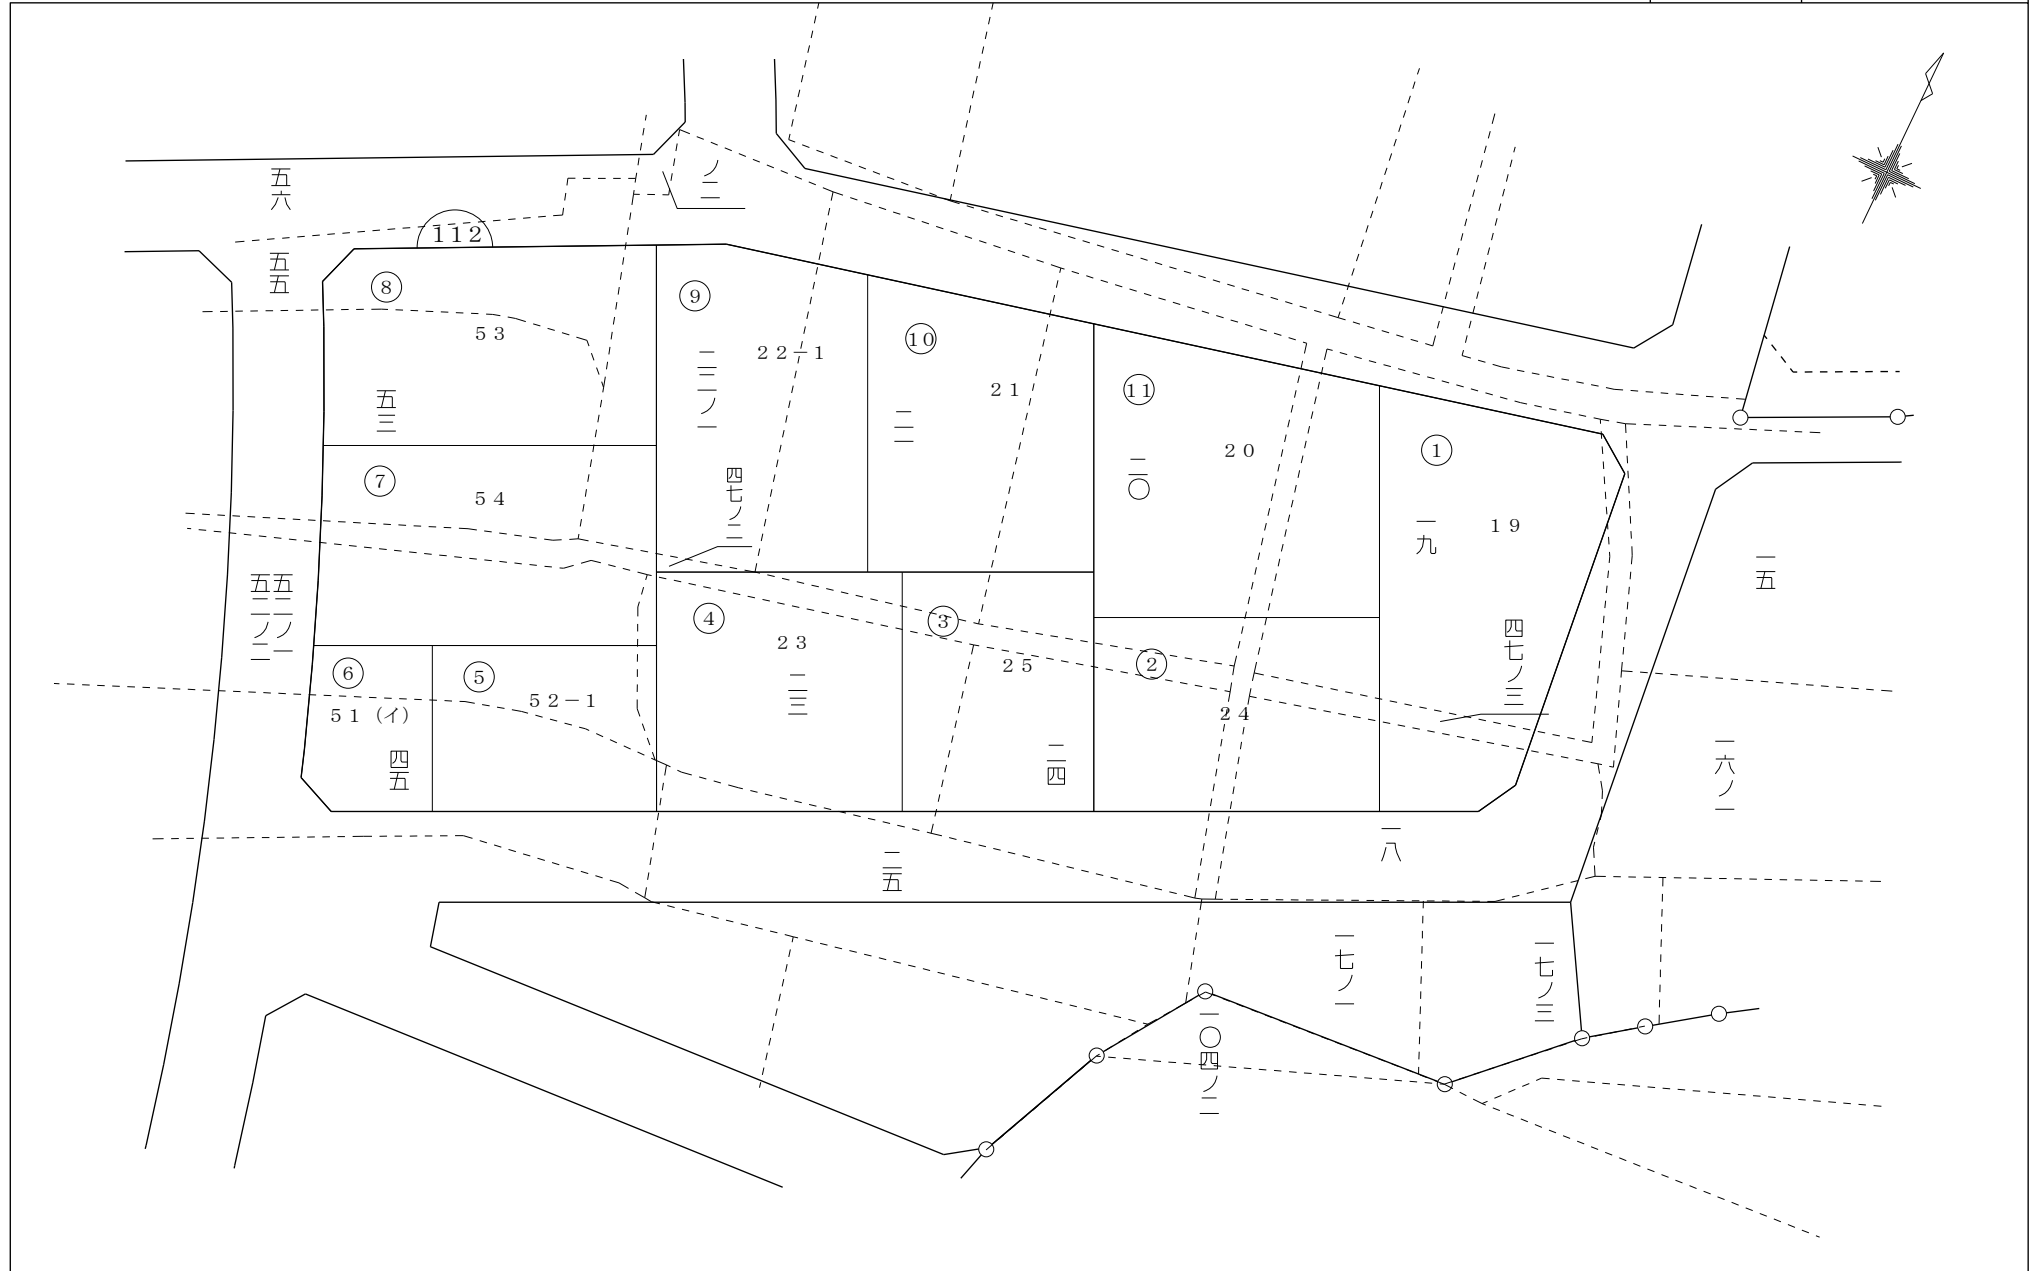 五六
ノ二
112
五五
⑧
53
五三
⑨
22－1
二二ノ一
⑩
21
二一
⑪
20
二〇
①
19
一九
⑦
54
四七ノ二
五二ノ一
五二ノ二
④
23
二三
③
25
二四
②
24
四七ノ三
一五
⑥
51（イ）
四五
⑤
52－1
一六ノ一
二五
一八
一七ノ一
一七ノ三
一〇四ノ二